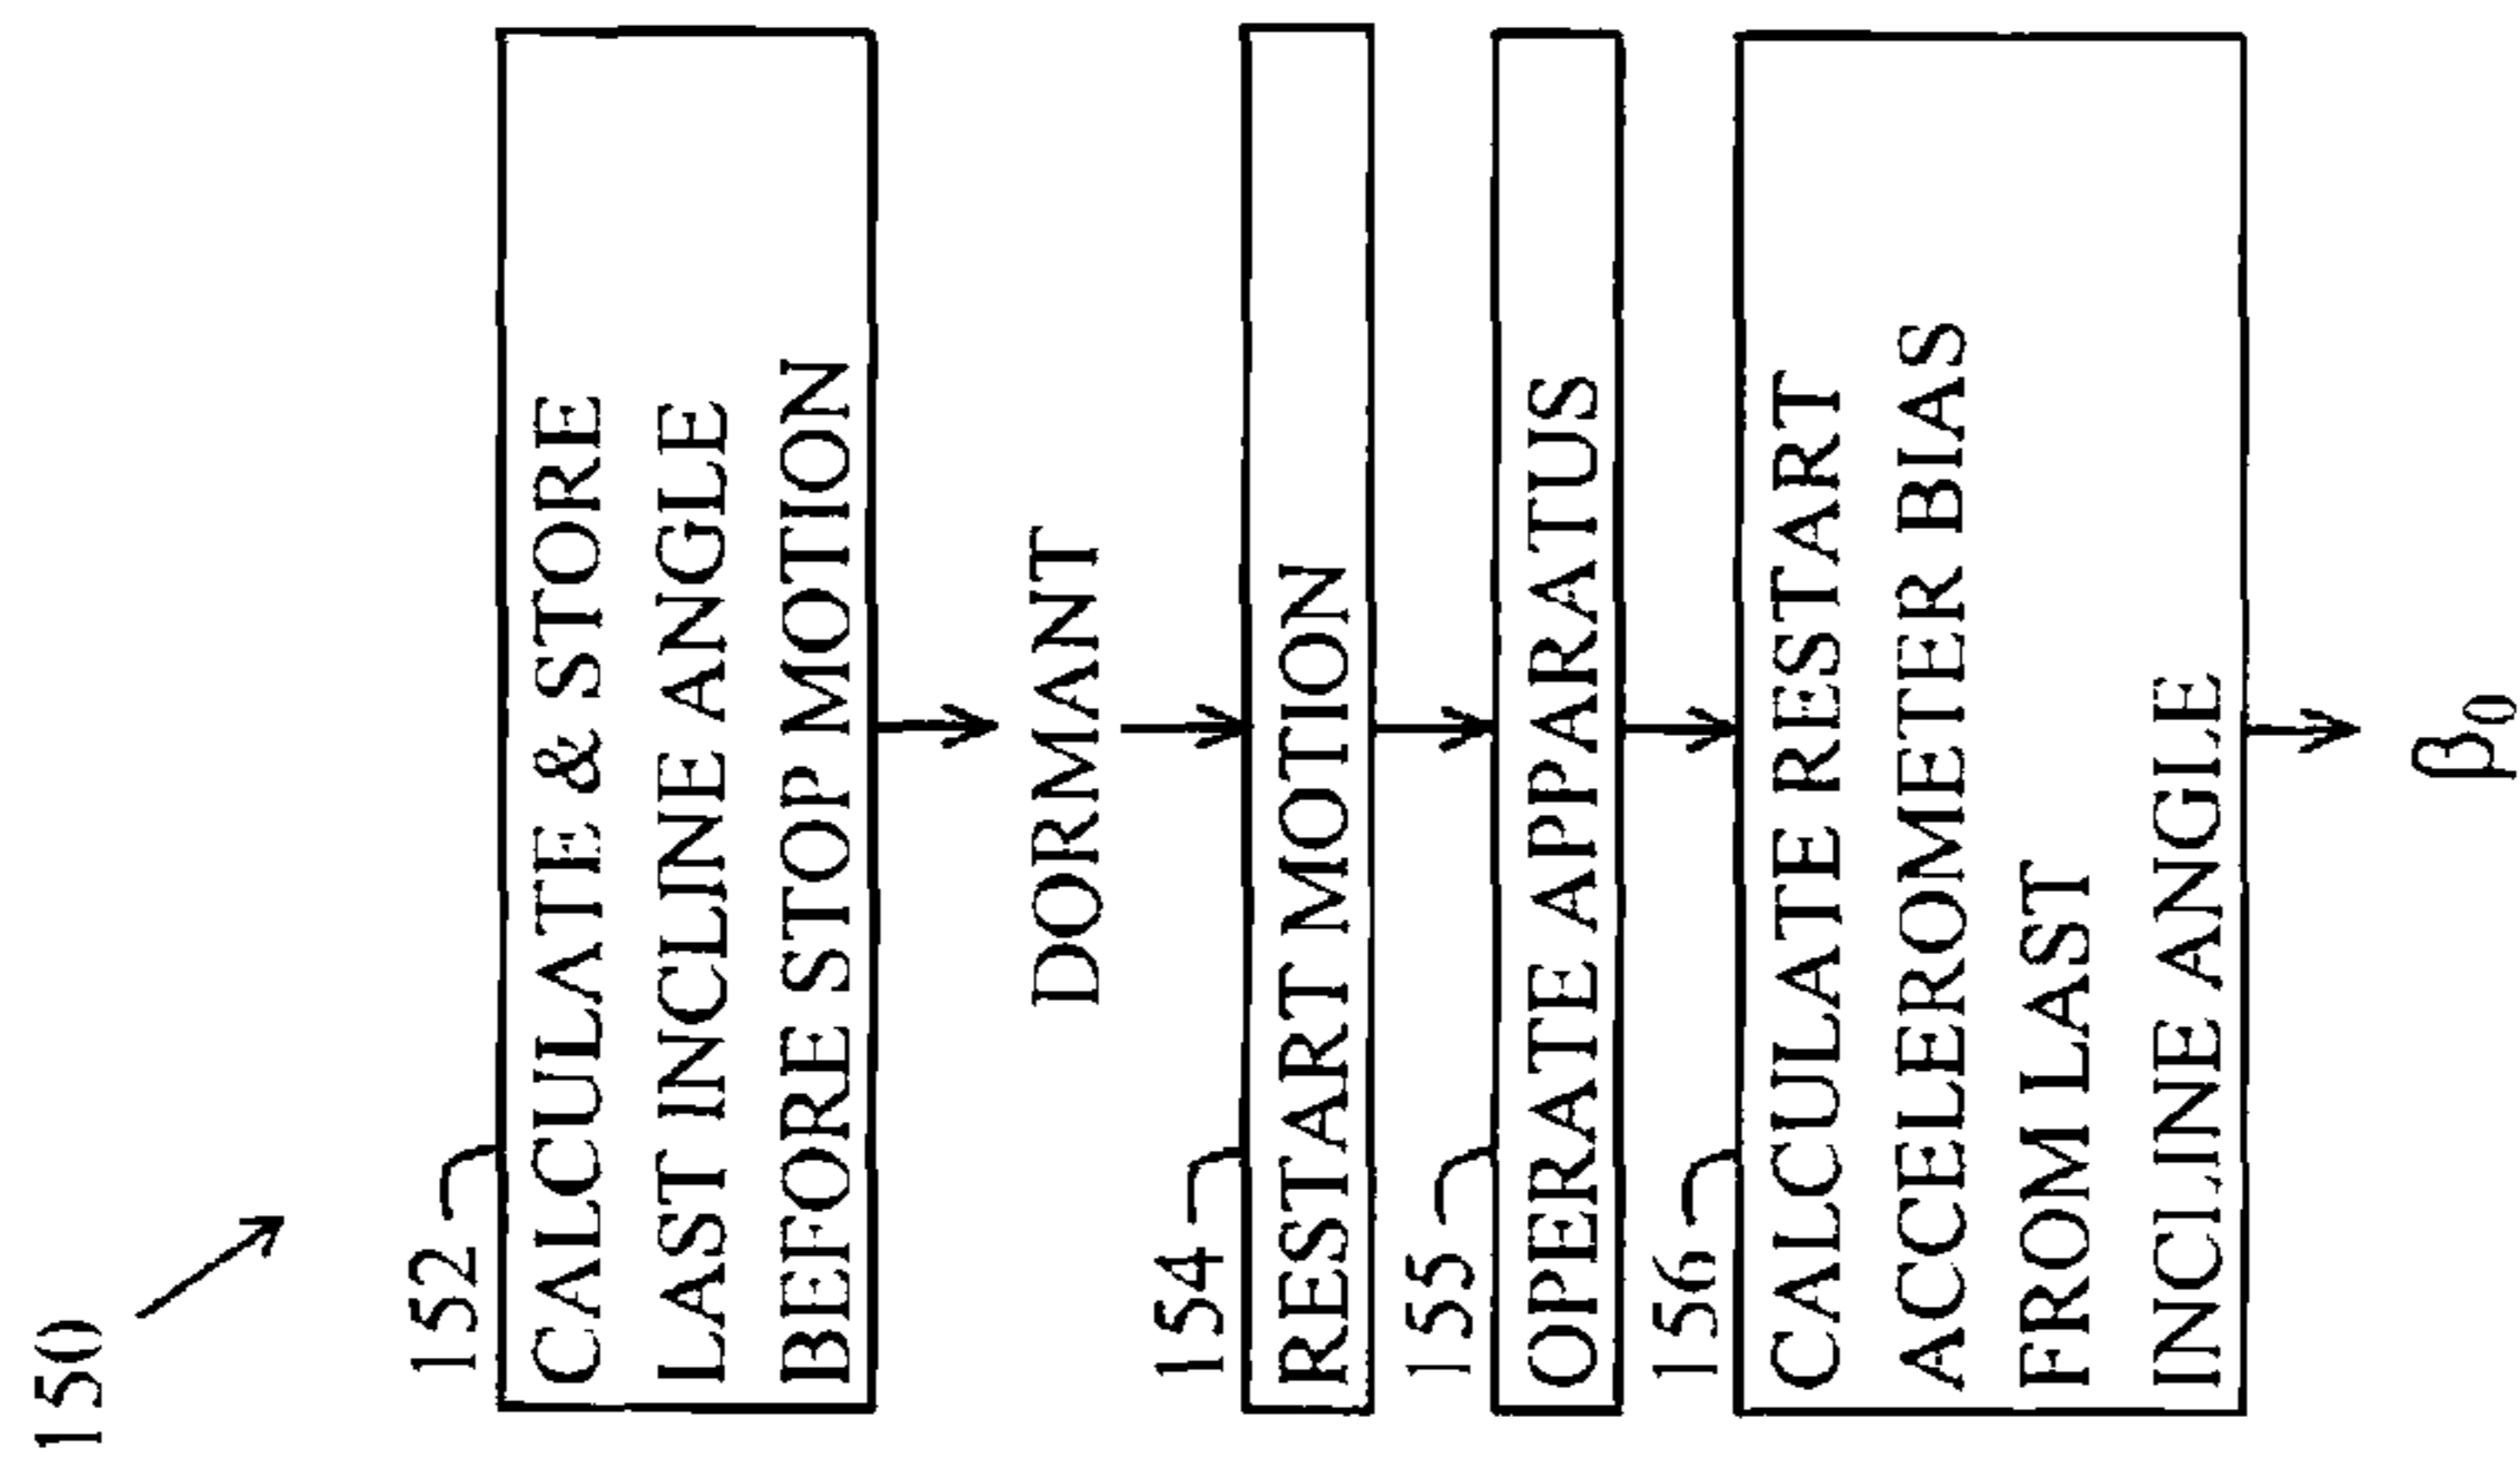 150
152
CALCULATE & STORE
LAST INCLINE ANGLE
BEFORE STOP MOTION
DORMANT
154
RESTART MOTION
155
OPERATE APPARATUS
156
CALCULATE RESTART
ACCELEROMETER BIAS
FROM LAST
INCLINE ANGLE
β0